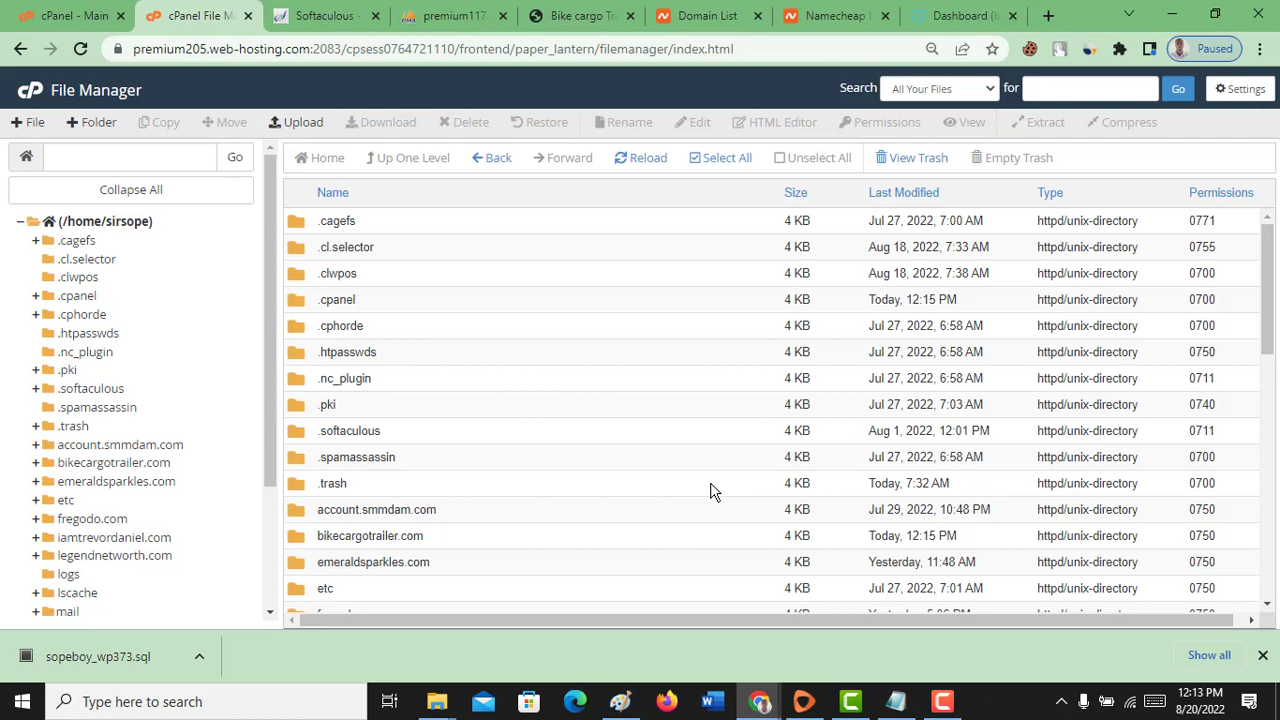 cPanel - Main
cPanel File M
Softaculous -
premium117
Bike cargo Tr
Domain List
Namecheap L
Dashboard (b
premium205.web-hosting.com:2083/cpsess0764721110/frontend/paper_lantern/filemanager/index.html
Paused
cP File Manager
Search All Your Files for Go Settings
+ File + Folder Copy Move Upload Download Delete Restore Rename Edit HTML Editor Permissions View Extract Compress
Go
Home Up One Level Back Forward Reload Select All Unselect All View Trash Empty Trash
Collapse All
(/home/sirsope)
.cagefs
.cl.selector
.clwpos
.cpanel
.cphorde
.htpasswds
.nc_plugin
.pki
.softaculous
.spamassassin
.trash
account.smmdam.com
bikecargotrailer.com
emeraldsparkles.com
etc
fregodo.com
iamtrevordaniel.com
legendnetworth.com
logs
lscache
mail
Name Size Last Modified Type Permissions
.cagefs 4 KB Jul 27, 2022, 7:00 AM httpd/unix-directory 0771
.cl.selector 4 KB Aug 18, 2022, 7:33 AM httpd/unix-directory 0755
.clwpos 4 KB Aug 18, 2022, 7:38 AM httpd/unix-directory 0700
.cpanel 4 KB Today, 12:15 PM httpd/unix-directory 0700
.cphorde 4 KB Jul 27, 2022, 6:58 AM httpd/unix-directory 0700
.htpasswds 4 KB Jul 27, 2022, 6:58 AM httpd/unix-directory 0750
.nc_plugin 4 KB Jul 27, 2022, 6:58 AM httpd/unix-directory 0711
.pki 4 KB Jul 27, 2022, 7:03 AM httpd/unix-directory 0740
.softaculous 4 KB Aug 1, 2022, 12:01 PM httpd/unix-directory 0711
.spamassassin 4 KB Jul 27, 2022, 6:58 AM httpd/unix-directory 0700
.trash 4 KB Today, 7:32 AM httpd/unix-directory 0700
account.smmdam.com 4 KB Jul 29, 2022, 10:48 PM httpd/unix-directory 0750
bikecargotrailer.com 4 KB Today, 12:15 PM httpd/unix-directory 0750
emeraldsparkles.com 4 KB Yesterday, 11:48 AM httpd/unix-directory 0750
etc 4 KB Jul 27, 2022, 7:01 AM httpd/unix-directory 0750
sopeboy_wp373.sql
Show all
Type here to search
12:13 PM
8/20/2022